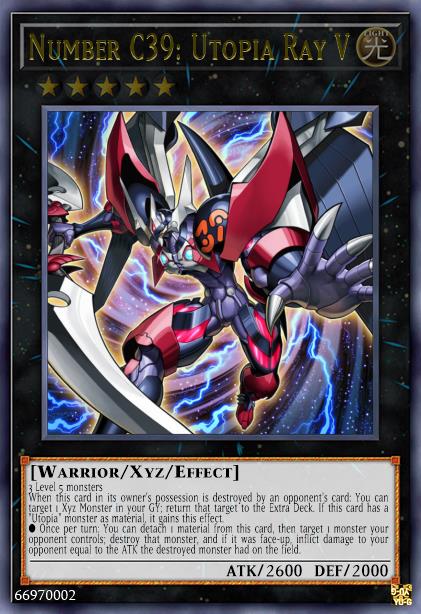 Number C39: Utopia Ray V
LIGHT
光
39
[Warrior/Xyz/Effect]
3 Level 5 monsters
When this card in its owner's possession is destroyed by an opponent's card: You can
target 1 Xyz Monster in your GY; return that target to the Extra Deck. If this card has a
"Utopia" monster as material, it gains this effect.
● Once per turn: You can detach 1 material from this card, then target 1 monster your
opponent controls; destroy that monster, and if it was face-up, inflict damage to your
opponent equal to the ATK the destroyed monster had on the field.
ATK/2600 DEF/2000
66970002